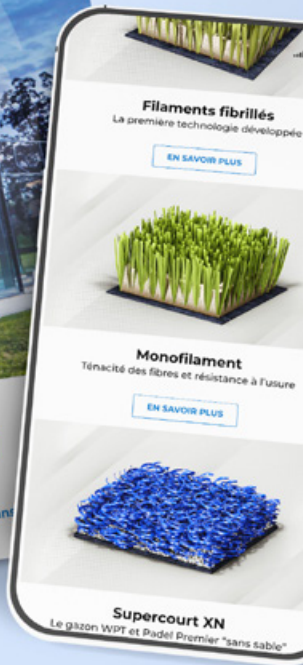 Filaments fibrillés
La première technologie développée
EN SAVOIR PLUS
Monofilament
Ténacité des fibres et résistance à l'usure
EN SAVOIR PLUS
Supercourt XN
Le gazon WPT et Padel Premier "sans sable"